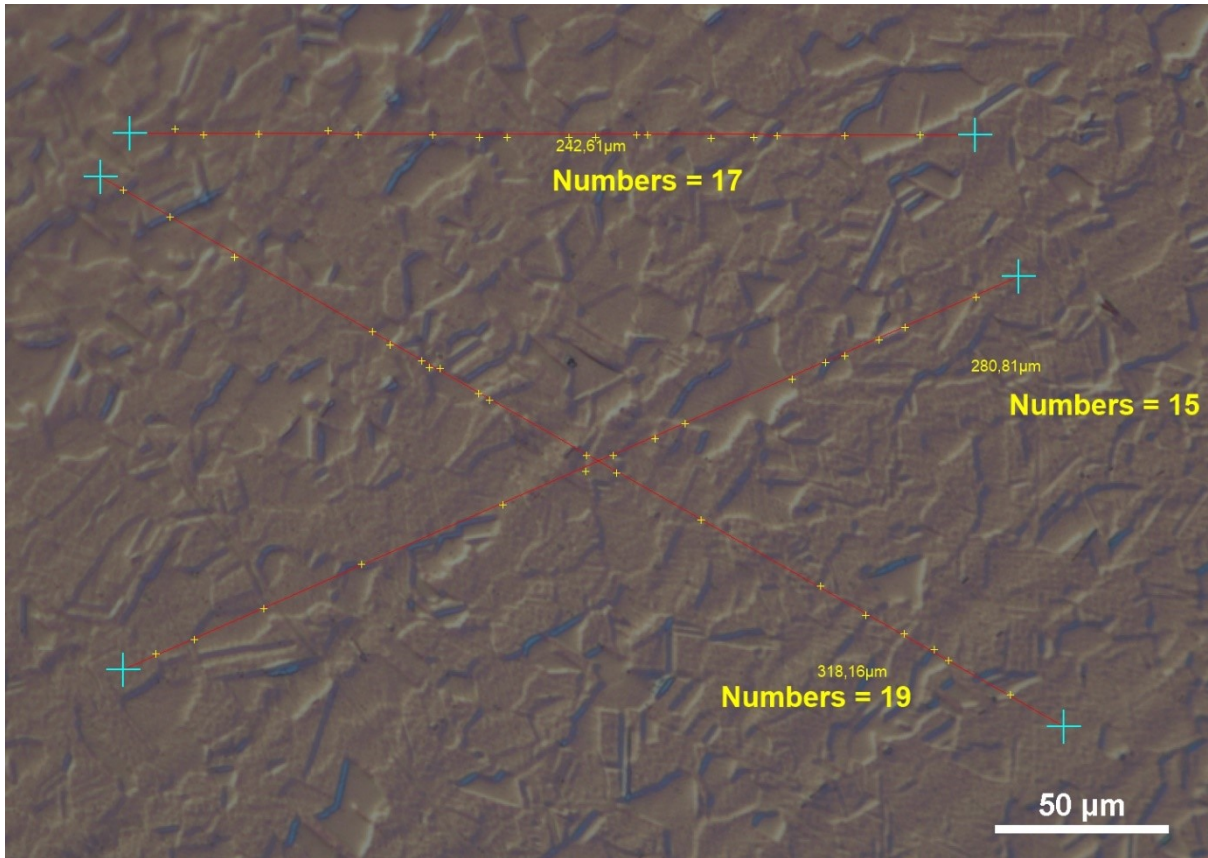 242,61µm
Numbers = 17
280,81µm
Numbers = 15
318,16µm
Numbers = 19
50 µm